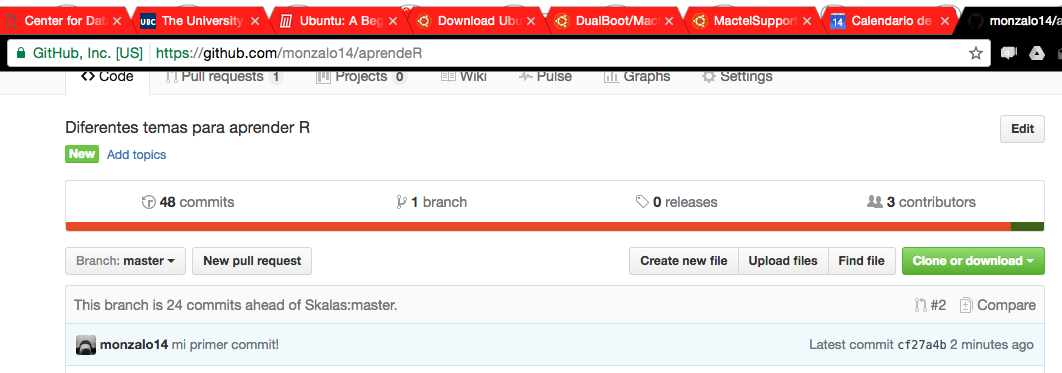 Center for Dat
UBC The University
Ubuntu: A Beg
Download Ubu
DualBoot/Mac
MactelSupport
14 Calendario de
monzalo14/a
GitHub, Inc. [US] https://github.com/monzalo14/aprendeR
Code Pull requests 1 Projects 0 Wiki Pulse Graphs Settings
Diferentes temas para aprender R
Edit
New Add topics
48 commits 1 branch 0 releases 3 contributors
Branch: master New pull request Create new file Upload files Find file Clone or download
This branch is 24 commits ahead of Skalas:master. #2 Compare
monzalo14 mi primer commit! Latest commit cf27a4b 2 minutes ago